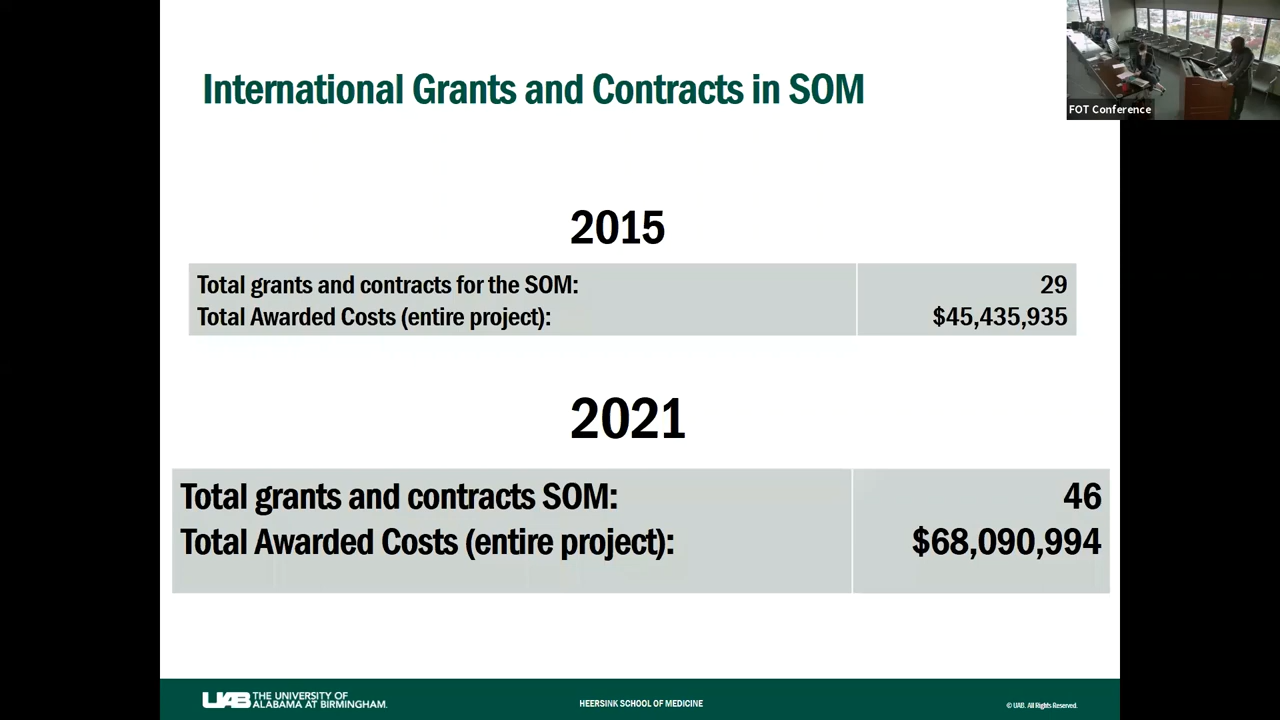 International Grants and Contracts in SOM
FOT Conference
2015
Total grants and contracts for the SOM: 29
Total Awarded Costs (entire project): $45,435,935
2021
Total grants and contracts SOM: 46
Total Awarded Costs (entire project): $68,090,994
UAB THE UNIVERSITY OF
ALABAMA AT BIRMINGHAM.
HEERSINK SCHOOL OF MEDICINE
© UAB. All Rights Reserved.